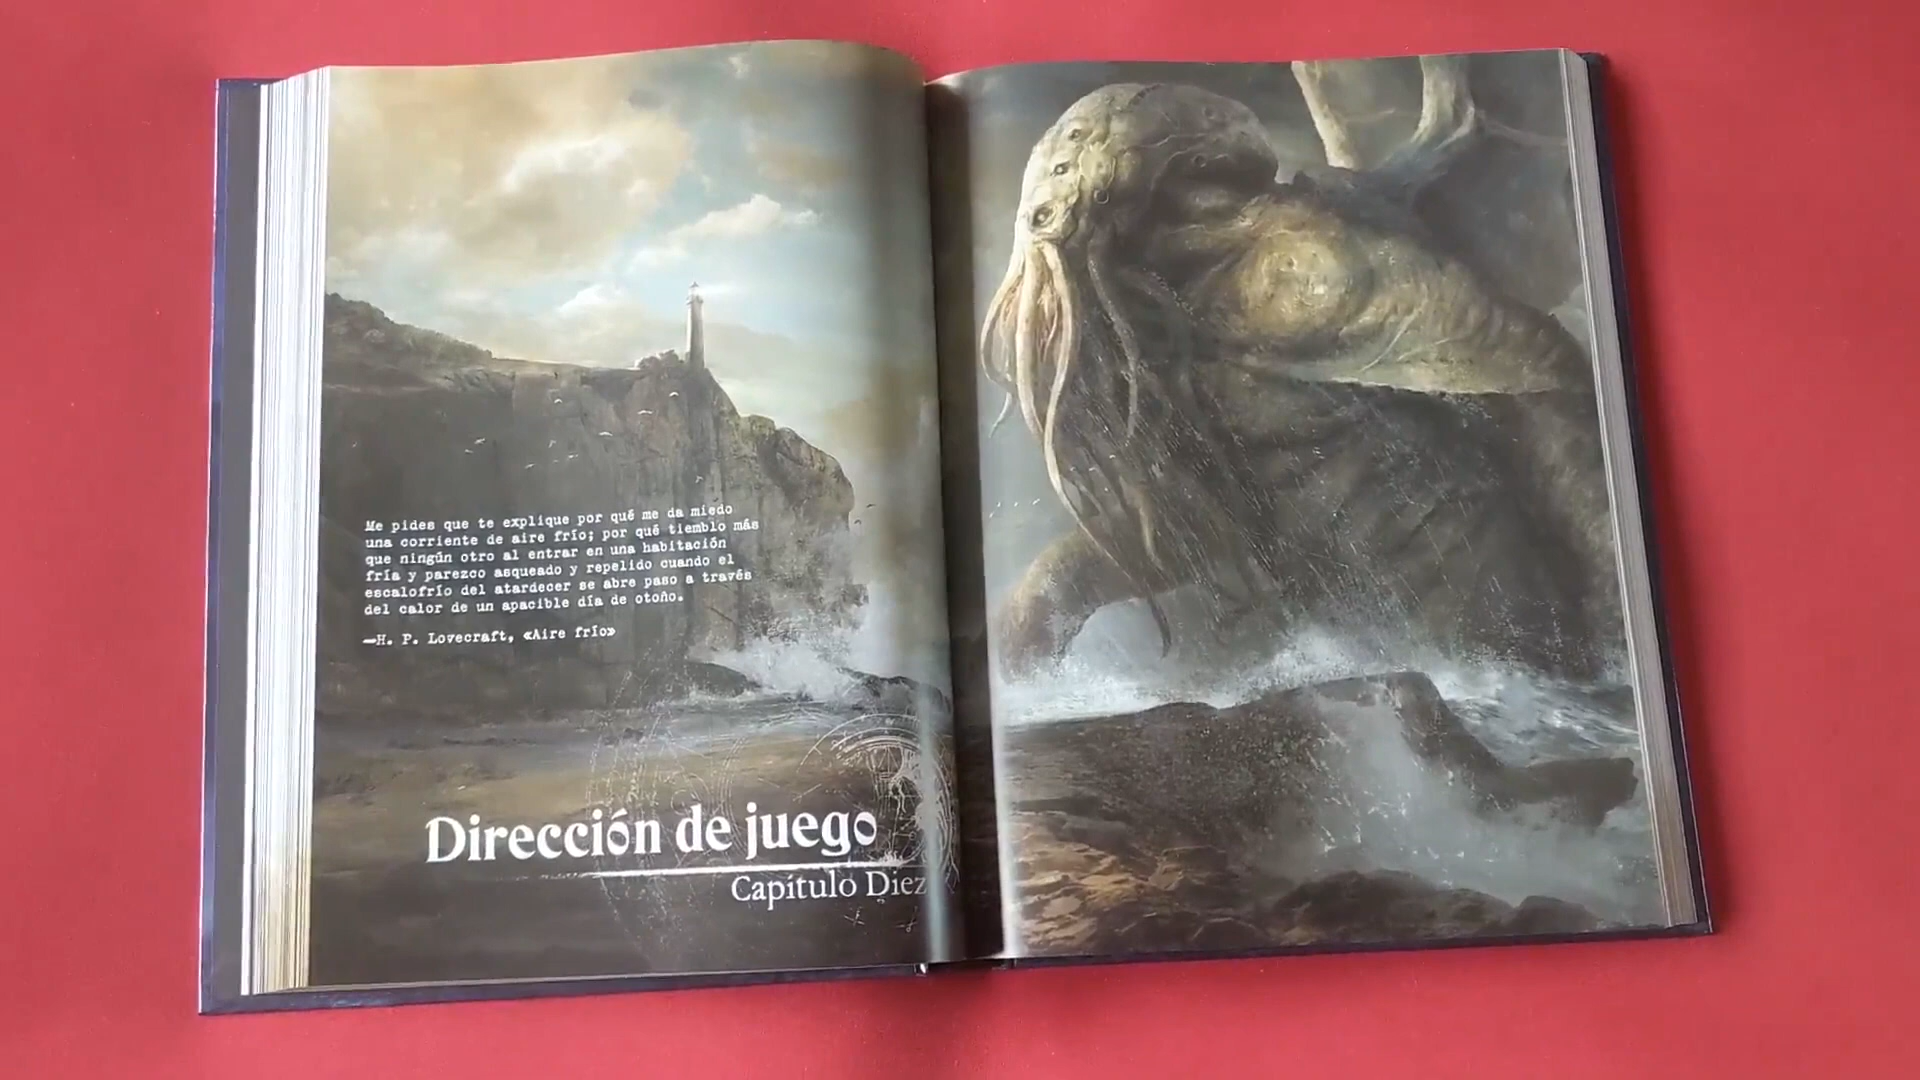 Me pides que te explique por qué me da miedo
una corriente de aire frío; por qué tiemblo más
que ningún otro al entrar en una habitación
fría y parezco asqueado y repelido cuando el
escalofrío del atardecer se abre paso a través
del calor de un apacible día de otoño.
—H. P. Lovecraft, «Aire frío»
Dirección de juego
Capítulo Diez